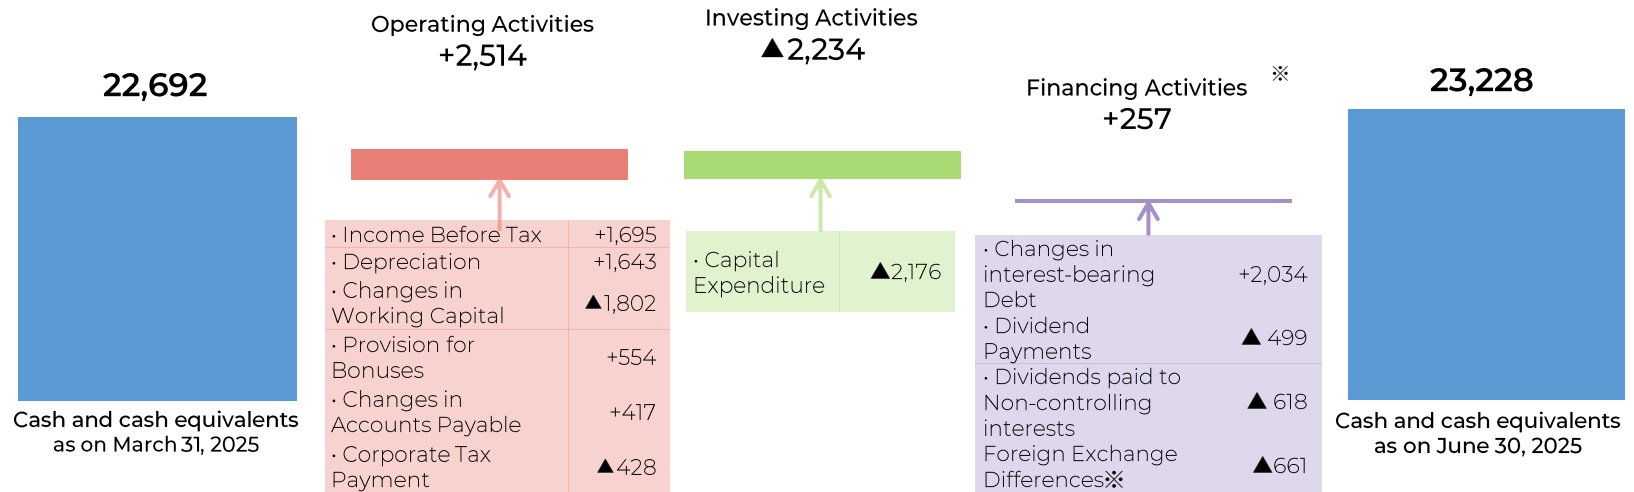 22,692
Cash and cash equivalents
as on March 31, 2025
Operating Activities
+2,514
· Income Before Tax +1,695
· Depreciation +1,643
· Changes in
Working Capital ▲1,802
· Provision for
Bonuses +554
· Changes in
Accounts Payable +417
· Corporate Tax
Payment ▲428
Investing Activities
▲2,234
· Capital
Expenditure ▲2,176
Financing Activities ※
+257
· Changes in
interest-bearing
Debt +2,034
· Dividend
Payments ▲ 499
· Dividends paid to
Non-controlling
interests ▲ 618
Foreign Exchange
Differences※ ▲661
23,228
Cash and cash equivalents
as on June 30, 2025